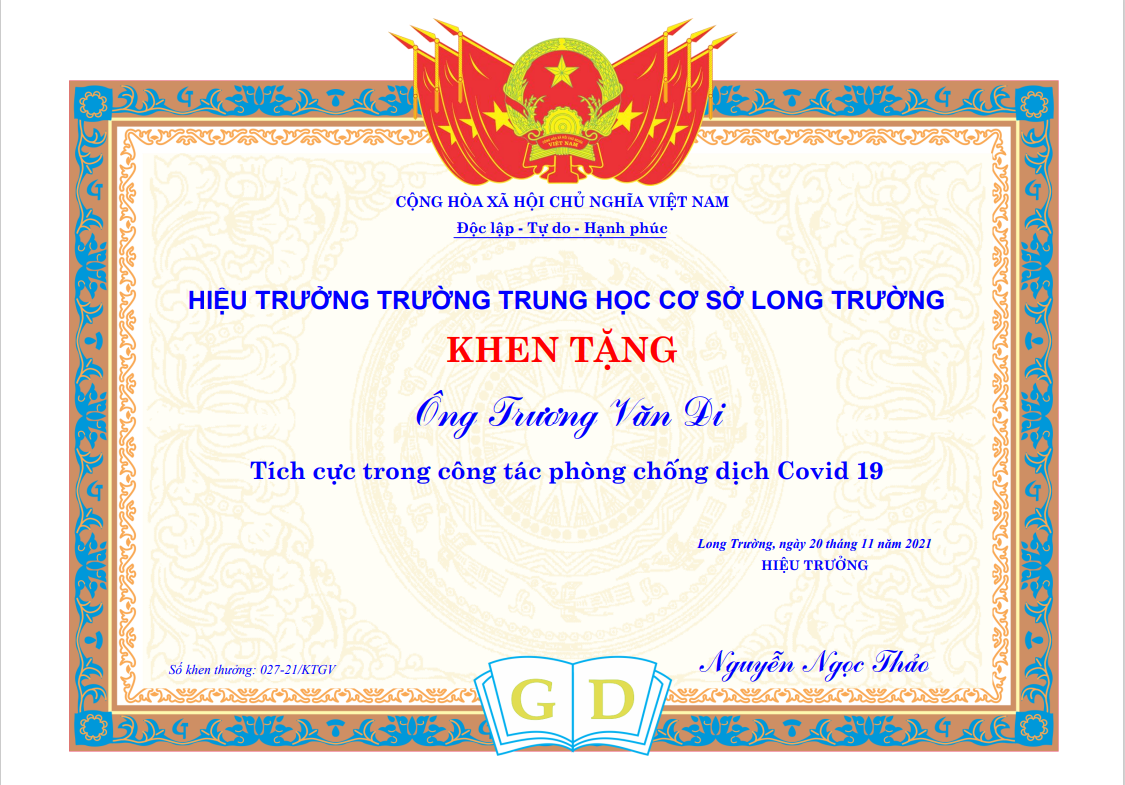 VIỆT NAM
CỘNG HÒA XÃ HỘI CHỦ NGHĨA VIỆT NAM
Độc lập - Tự do - Hạnh phúc
HIỆU TRƯỞNG TRƯỜNG TRUNG HỌC CƠ SỞ LONG TRƯỜNG
KHEN TẶNG
Ông Trương Văn Đi
Tích cực trong công tác phòng chống dịch Covid 19
Long Trường, ngày 20 tháng 11 năm 2021
HIỆU TRƯỞNG
Số khen thưởng: 027-21/KTGV
Nguyễn Ngọc Thảo
G D